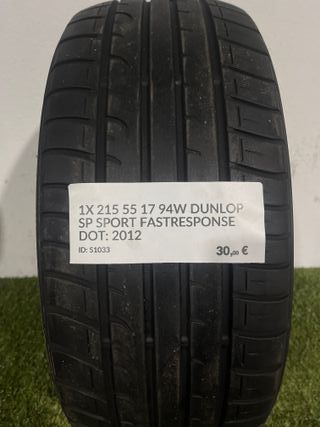 1X 215 55 17 94W DUNLOP
SP SPORT FASTRESPONSE
DOT: 2012
ID: 51033
30,00 €